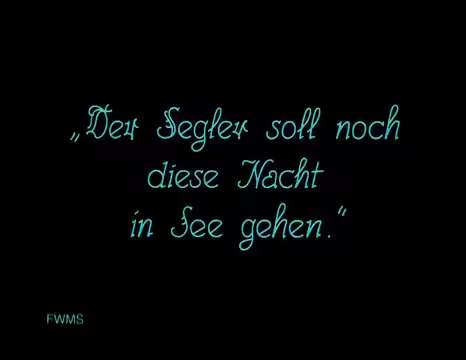 „Der Segler soll noch
diese Nacht
in See gehen.“
FWMS